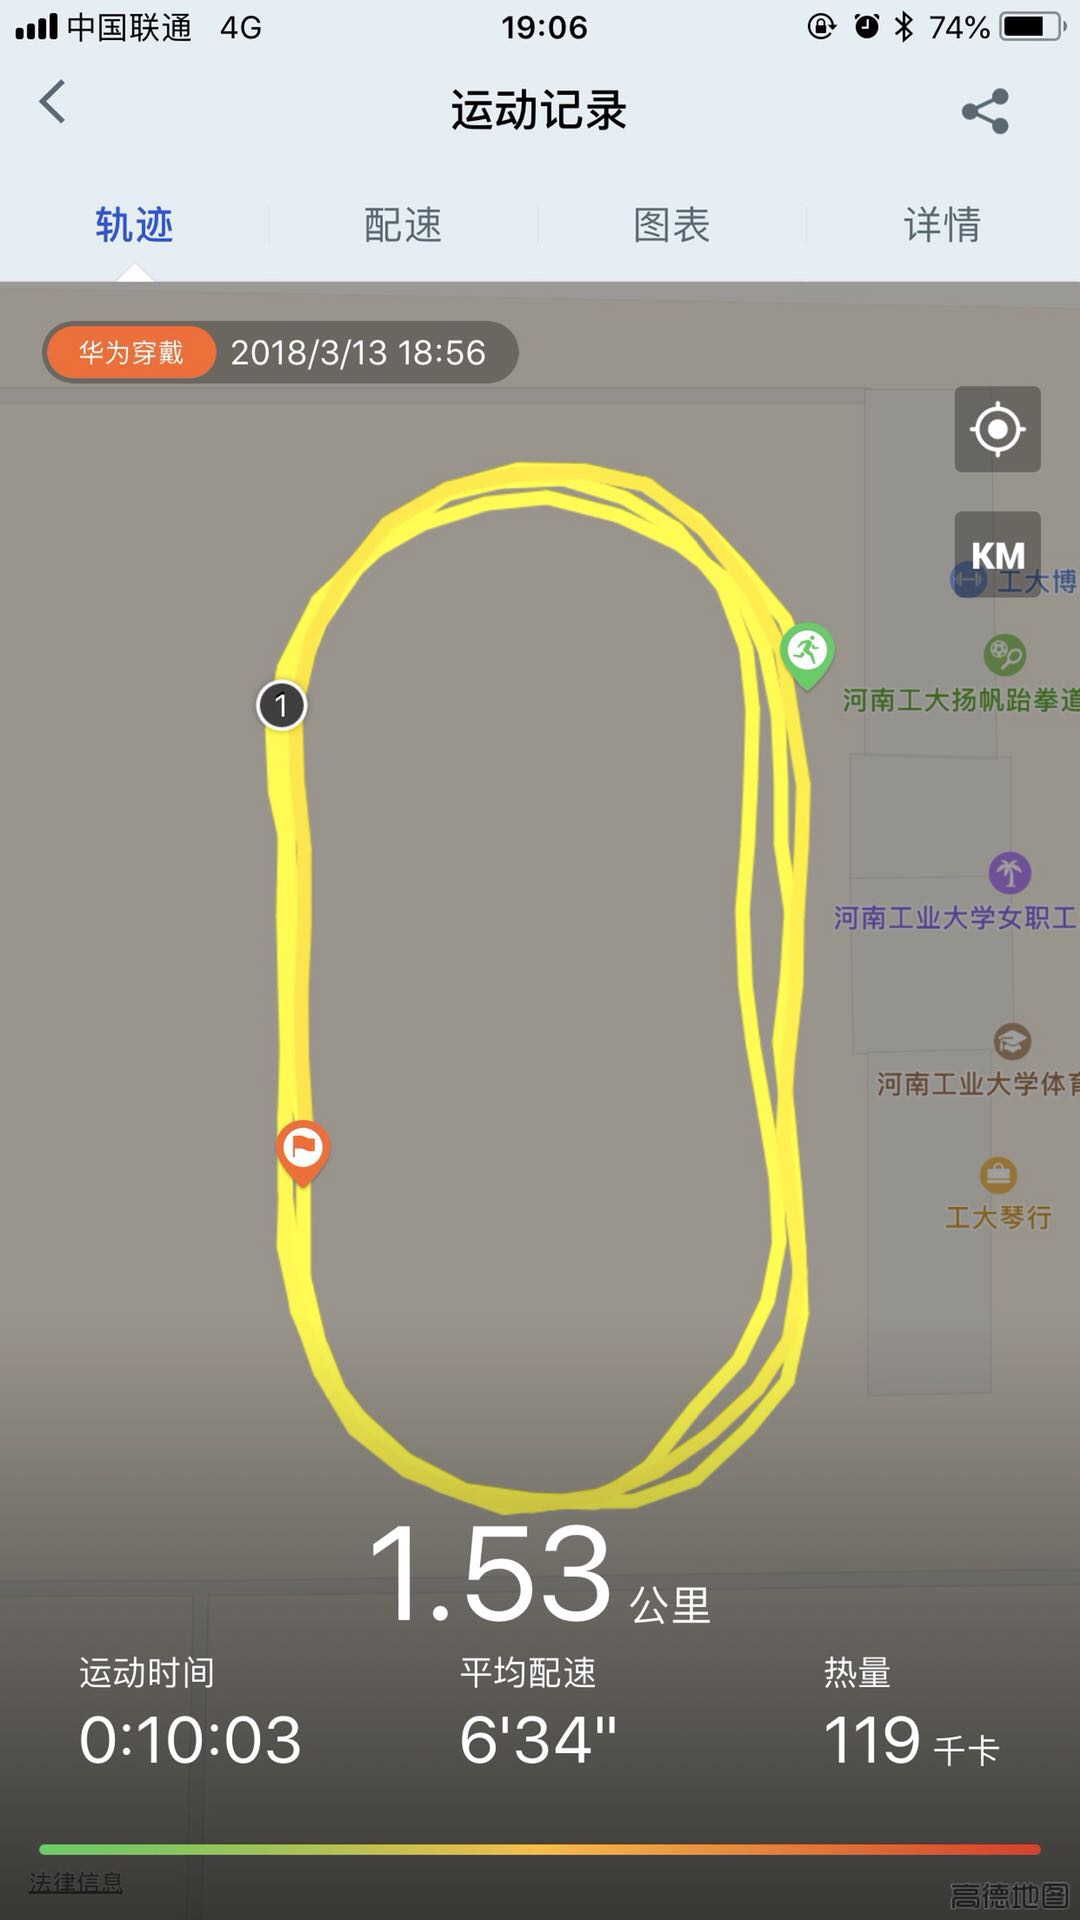 中国联通 4G 19:06 74%
运动记录
轨迹 配速 图表 详情
华为穿戴 2018/3/13 18:56
KM
工大博
河南工大扬帆跆拳道
1
河南工业大学女职工
河南工业大学体育
工大琴行
1.53 公里
运动时间 平均配速 热量
0:10:03 6'34" 119 千卡
法律信息
高德地图